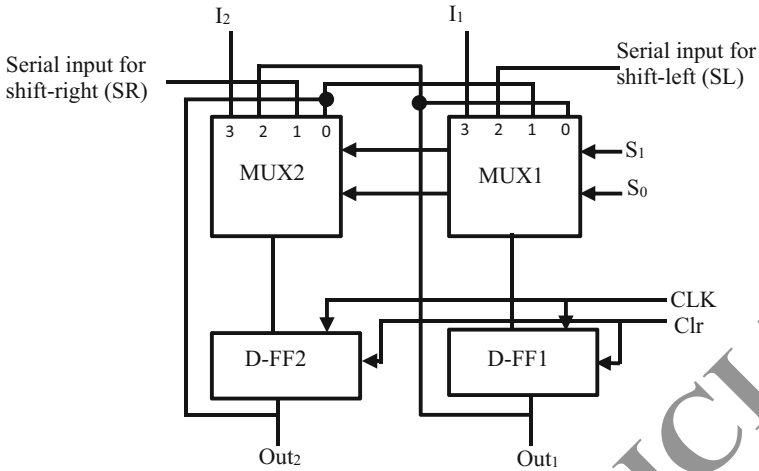 I2 I1
Serial input for
shift-right (SR)
Serial input for
shift-left (SL)
3 2 1 0 3 2 1 0
MUX2 MUX1 S1
S0
CLK
Clr
D-FF2 D-FF1
Out2 Out1